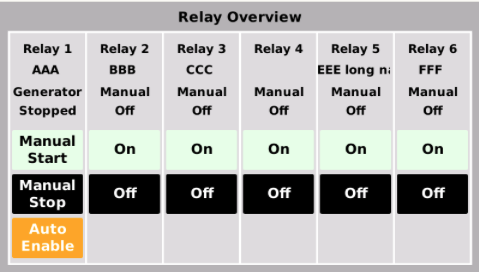 Relay Overview
Relay 1 Relay 2 Relay 3 Relay 4 Relay 5 Relay 6
AAA BBB CCC EEE long na FFF
Generator Manual Manual Manual Manual Manual
Stopped Off Off Off Off Off
Manual Start On On On On On
Manual Stop Off Off Off Off Off
Auto Enable